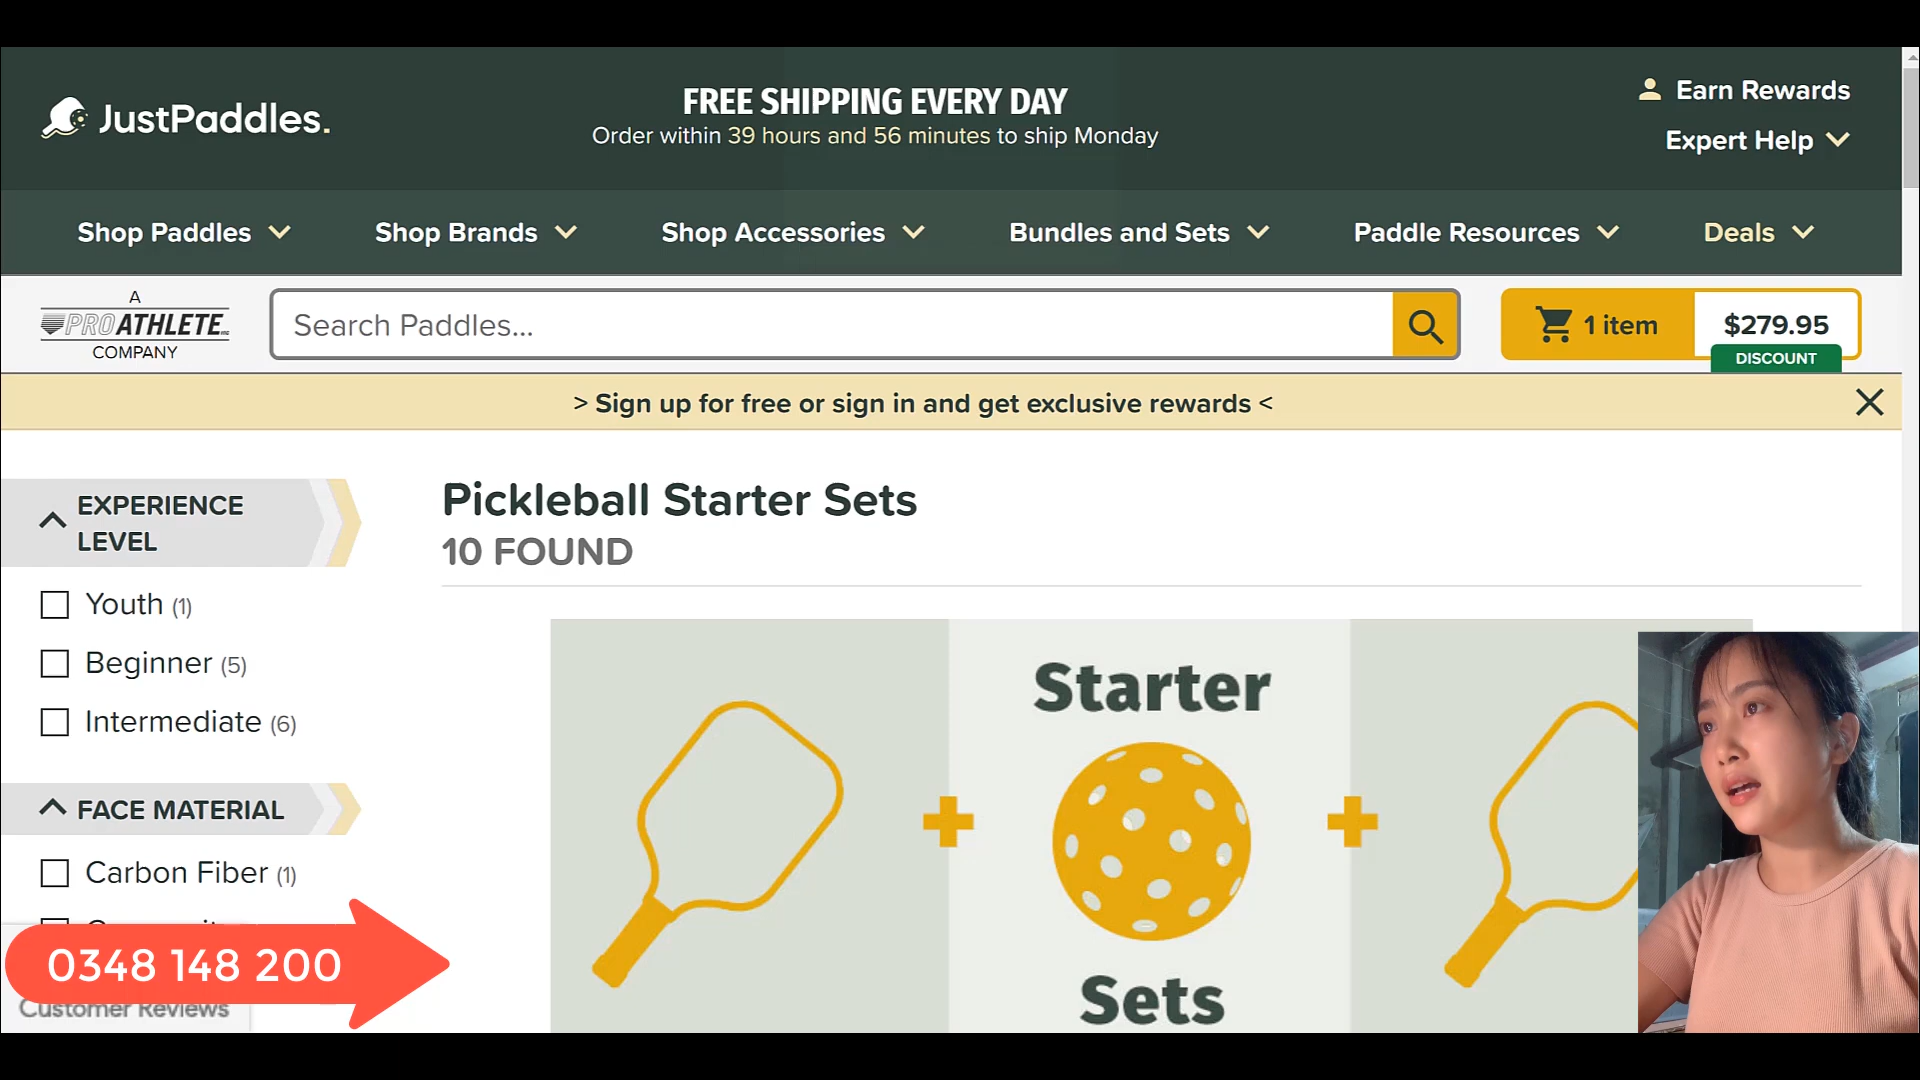 JustPaddles.
FREE SHIPPING EVERY DAY
Order within 39 hours and 56 minutes to ship Monday
Earn Rewards
Expert Help
Shop Paddles
Shop Brands
Shop Accessories
Bundles and Sets
Paddle Resources
Deals
A
PROATHLETE
COMPANY
Search Paddles...
1 item
$279.95
DISCOUNT
> Sign up for free or sign in and get exclusive rewards <
EXPERIENCE
LEVEL
Youth (1)
Beginner (5)
Intermediate (6)
FACE MATERIAL
Carbon Fiber (1)
0348 148 200
Customer Reviews
Pickleball Starter Sets
10 FOUND
Starter
Sets